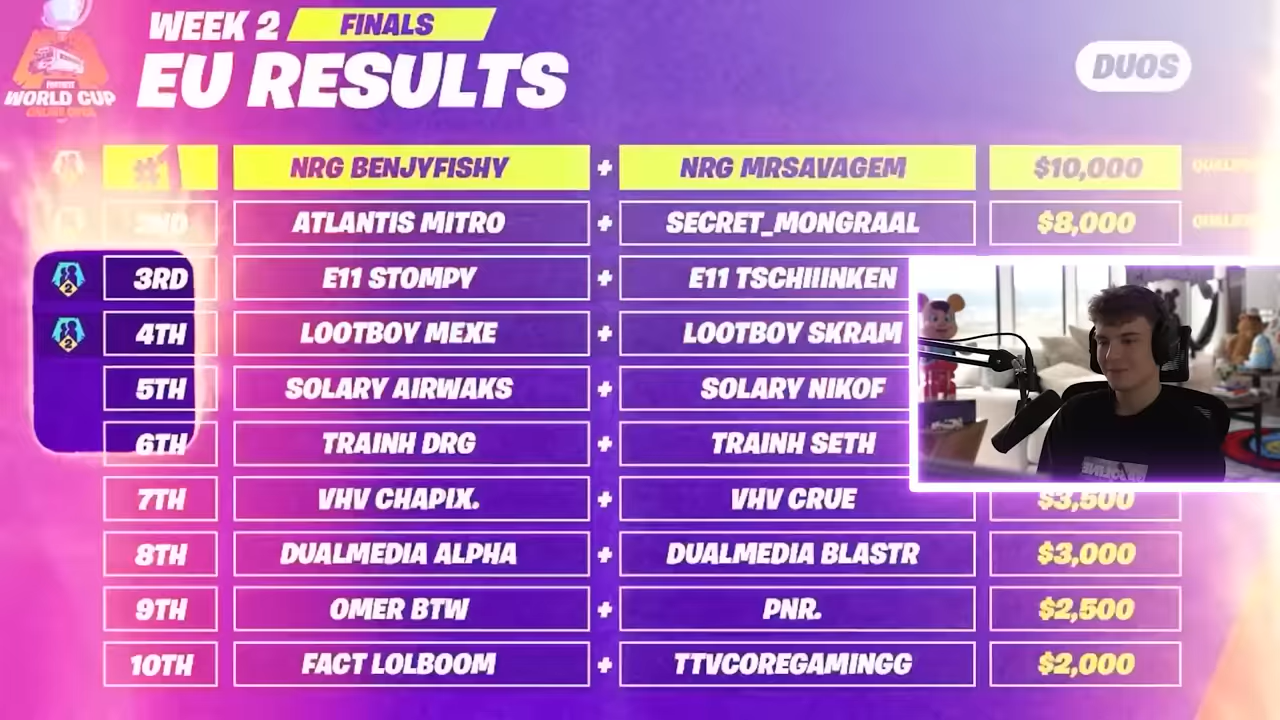 WEEK 2 FINALS
EU RESULTS
DUOS
WORLD CUP
#1 NRG BENJYFISHY + NRG MRSAVAGEM $10,000
2ND ATLANTIS MITRO + SECRET_MONGRAAL $8,000
3RD E11 STOMPY + E11 TSCHIIINKEN
4TH LOOTBOY MEXE + LOOTBOY SKRAM
5TH SOLARY AIRWAKS + SOLARY NIKOF
6TH TRAINH DRG + TRAINH SETH
7TH VHV CHAPIX. + VHV CRUE $3,500
8TH DUALMEDIA ALPHA + DUALMEDIA BLASTR $3,000
9TH OMER BTW + PNR. $2,500
10TH FACT LOLBOOM + TTVCOREGAMINGG $2,000